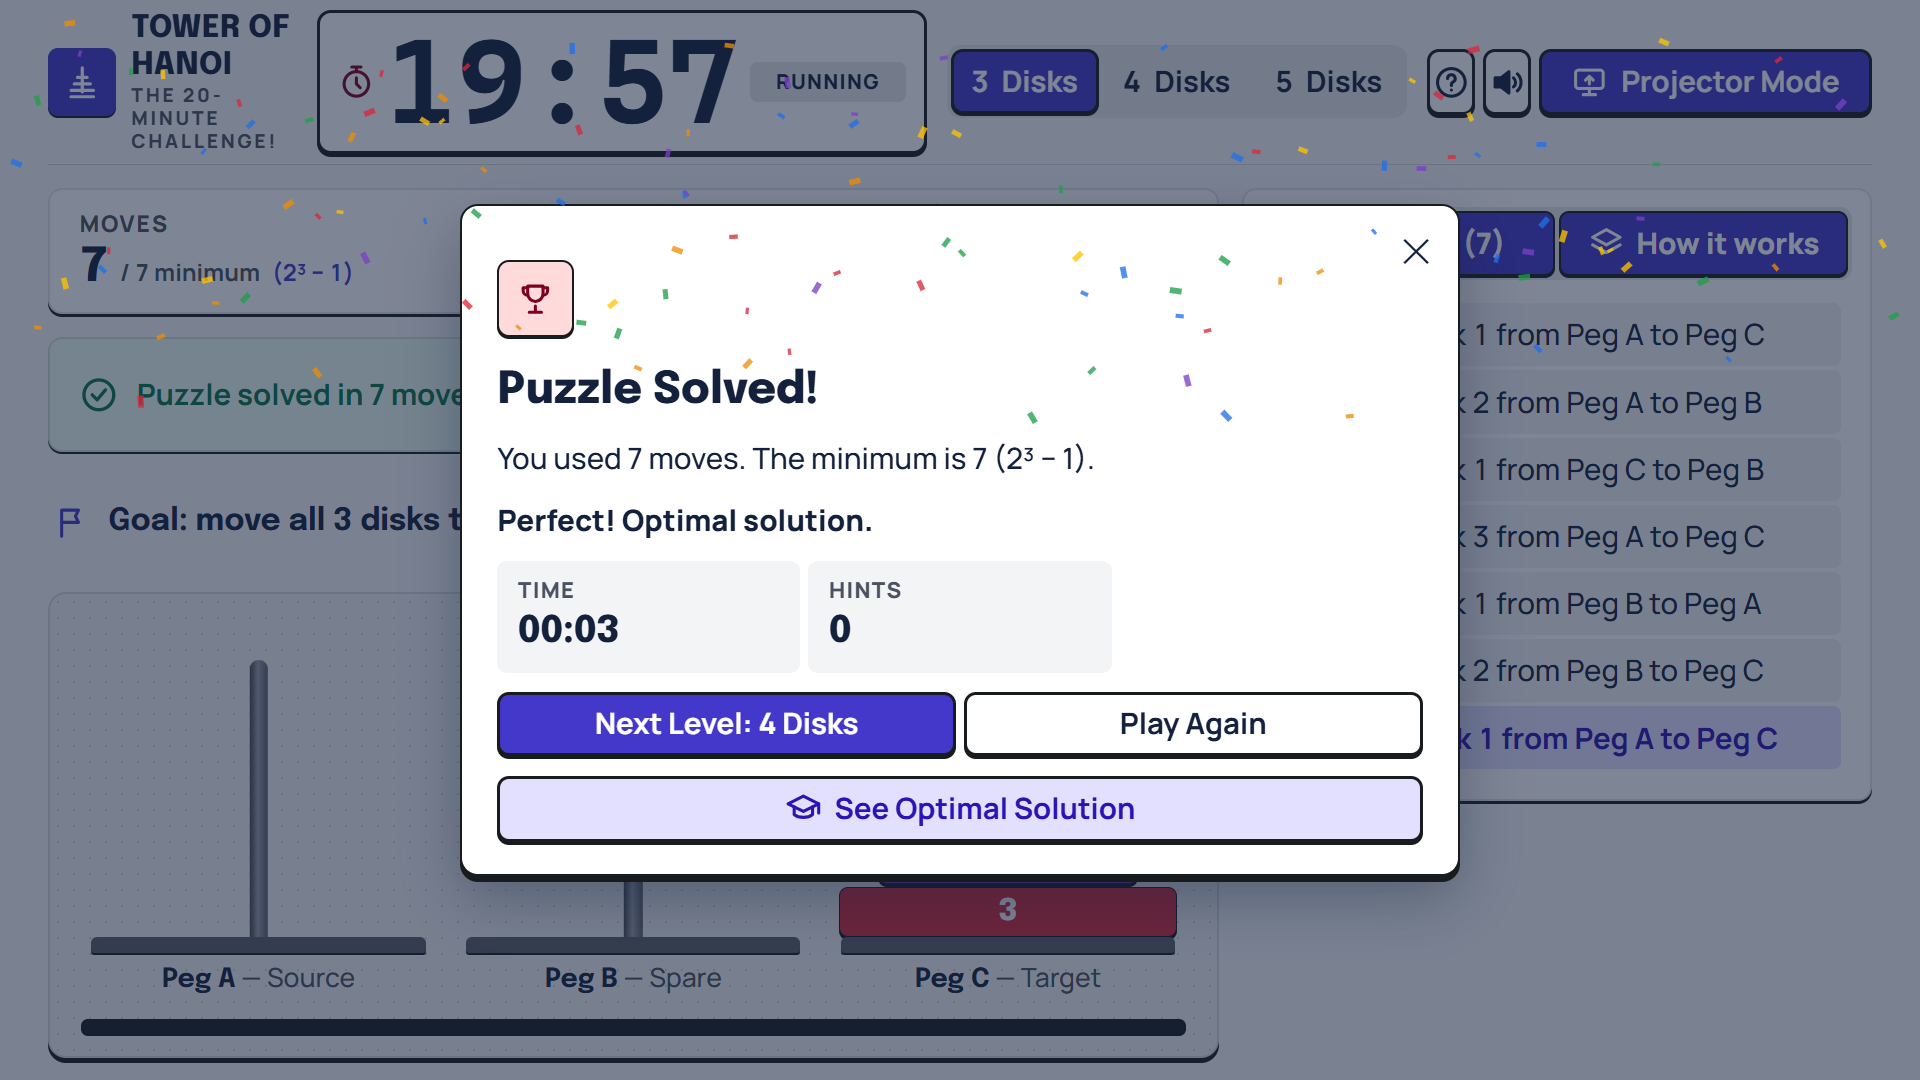 TOWER OF
HANOI
THE 20-
MINUTE
CHALLENGE!
19:57
RUNNING
3 Disks
4 Disks
5 Disks
Projector Mode
MOVES
7 / 7 minimum (2³ − 1)
Puzzle solved in 7 move
Goal: move all 3 disks t
(7)
How it works
1 from Peg A to Peg C
2 from Peg A to Peg B
1 from Peg C to Peg B
3 from Peg A to Peg C
1 from Peg B to Peg A
2 from Peg B to Peg C
k 1 from Peg A to Peg C
Puzzle Solved!
You used 7 moves. The minimum is 7 (2³ − 1).
Perfect! Optimal solution.
TIME
00:03
HINTS
0
Next Level: 4 Disks
Play Again
See Optimal Solution
3
Peg A — Source
Peg B — Spare
Peg C — Target